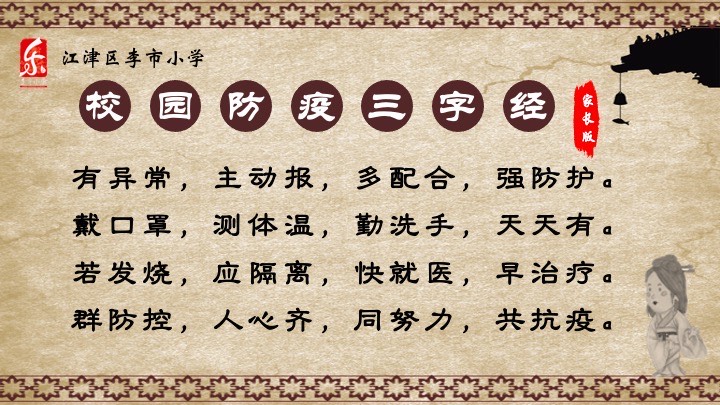 乐
江津区李市小学
校园防疫三字经
家长版
有异常，主动报，多配合，强防护。
戴口罩，测体温，勤洗手，天天有。
若发烧，应隔离，快就医，早治疗。
群防控，人心齐，同努力，共抗疫。